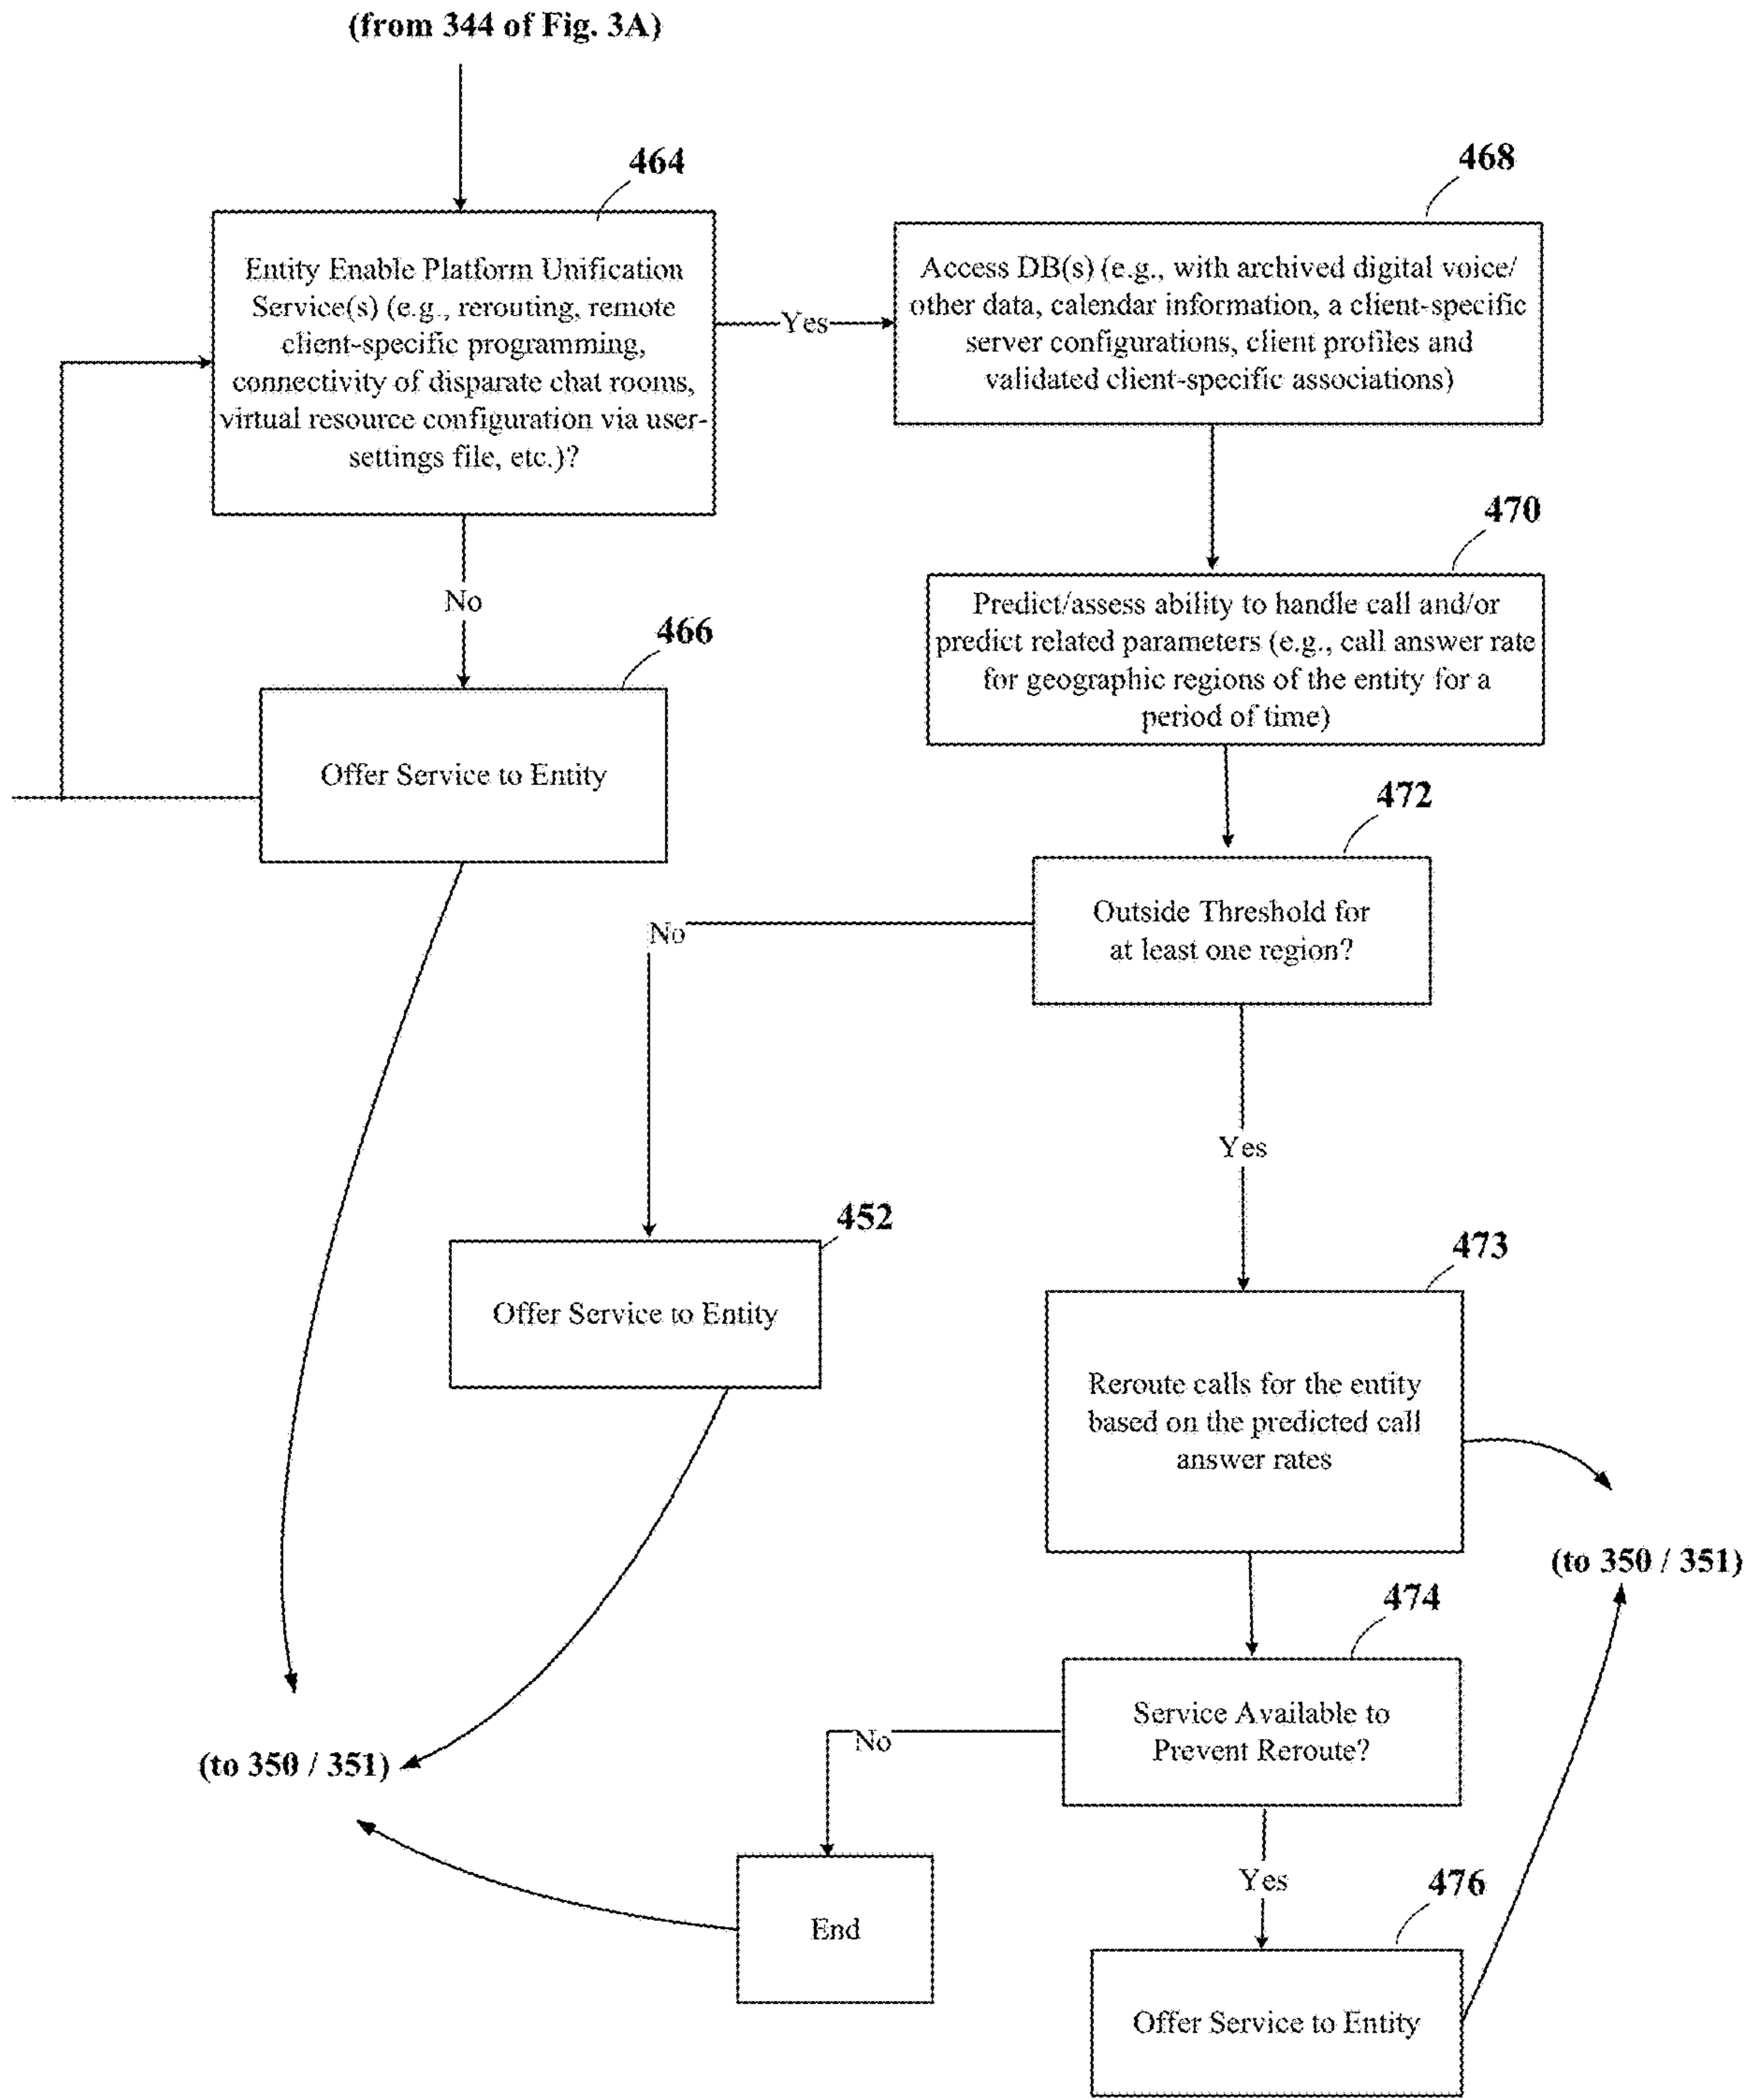 (from 344 of Fig. 3A)
464
Entity Enable Platform Unification
Service(s) (e.g., rerouting, remote
client-specific programming,
connectivity of disparate chat rooms,
virtual resource configuration via user-
settings file, etc.)?
Yes
468
Access DB(s) (e.g., with archived digital voice/
other data, calendar information, a client-specific
server configurations, client profiles and
validated client-specific associations)
No
470
Predict/assess ability to handle call and/or
predict related parameters (e.g., call answer rate
for geographic regions of the entity for a
period of time)
466
Offer Service to Entity
472
Outside Threshold for
at least one region?
No
Yes
452
Offer Service to Entity
473
Reroute calls for the entity
based on the predicted call
answer rates
(to 350 / 351)
474
Service Available to
Prevent Reroute?
No
(to 350 / 351)
Yes
End
476
Offer Service to Entity